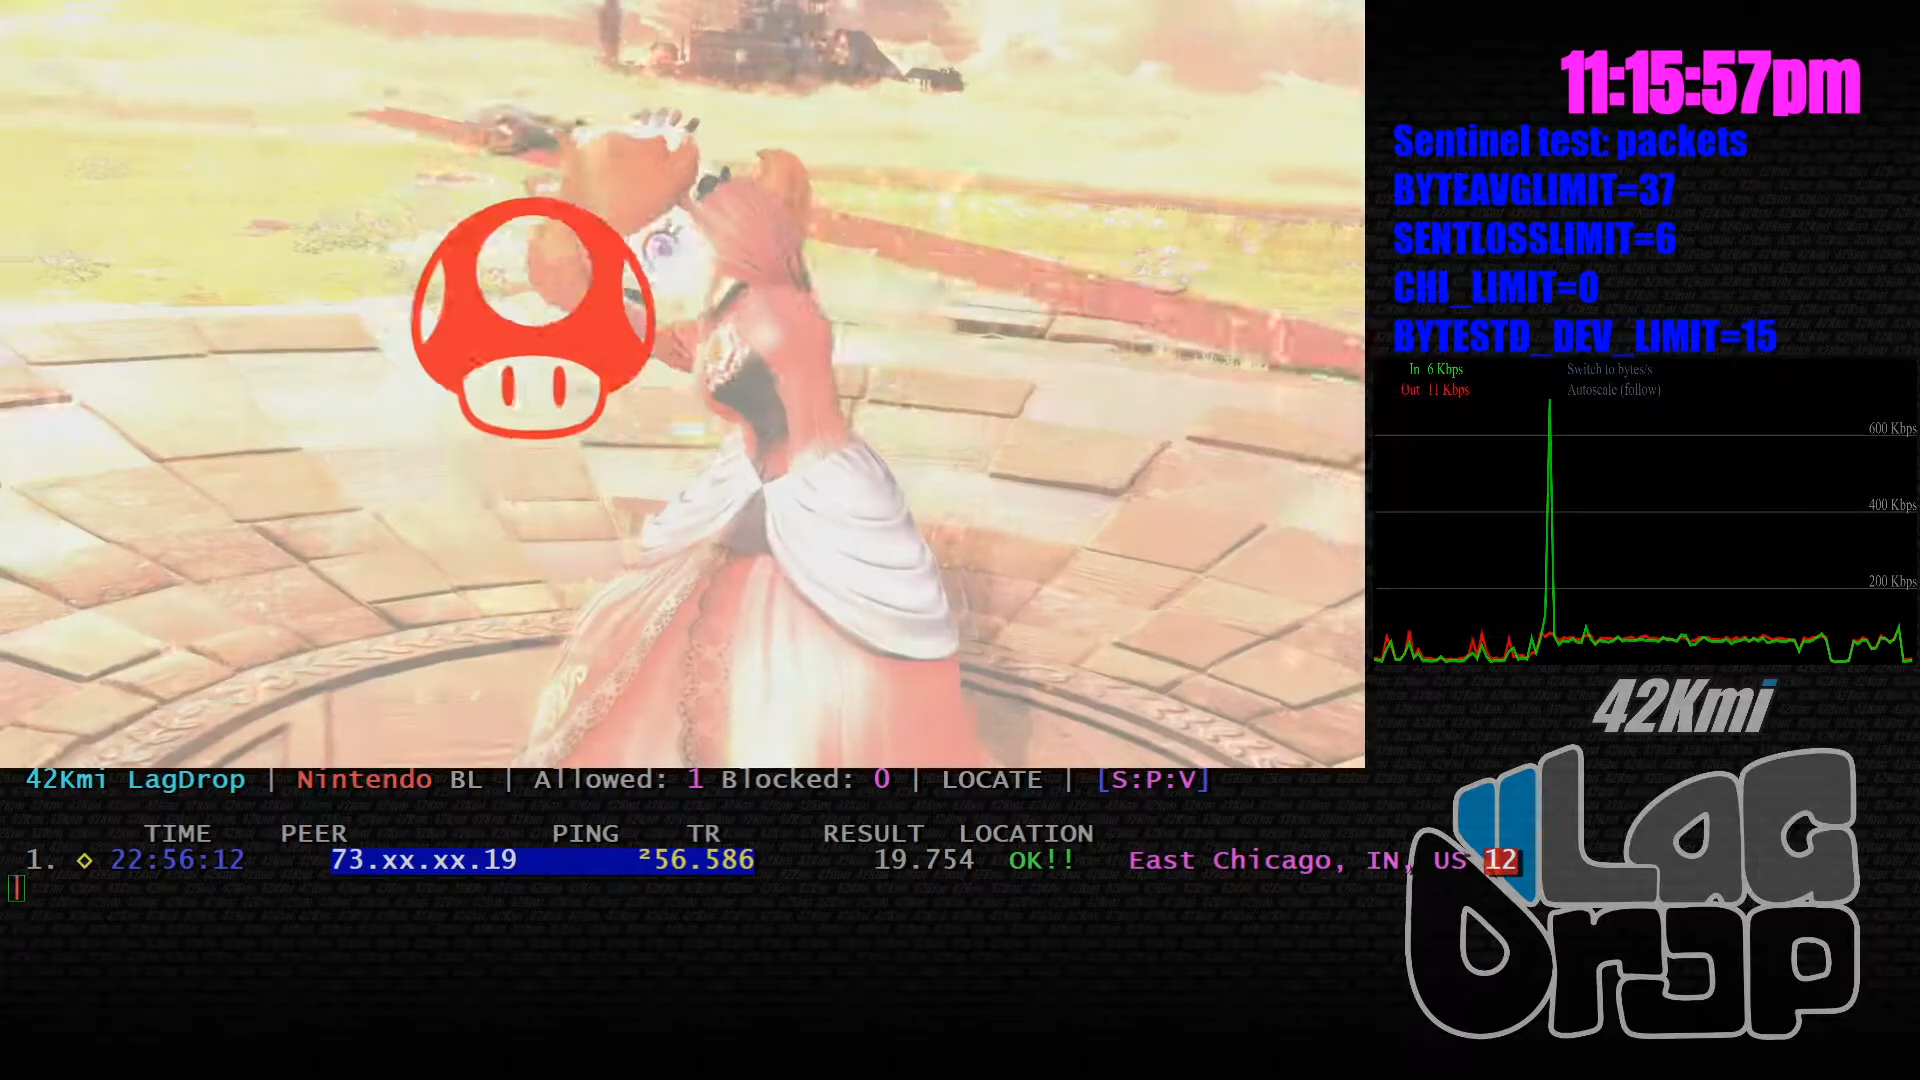 11:15:57pm
Sentinel test: packets
BYTEAVGLIMIT=37
SENTLOSSLIMIT=6
CHI_LIMIT=0
BYTESTD_DEV_LIMIT=15
In 6 Kbps Switch to bytes/s
Out 11 Kbps Autoscale (follow)
600 Kbps
400 Kbps
200 Kbps
42Kmi
LAG
Drop
42Kmi LagDrop | Nintendo BL | Allowed: 1 Blocked: 0 | LOCATE | [S:P:V]
TIME PEER PING TR RESULT LOCATION
1. ◇ 22:56:12 73.xx.xx.19 ²56.586 19.754 OK!! East Chicago, IN, US 12